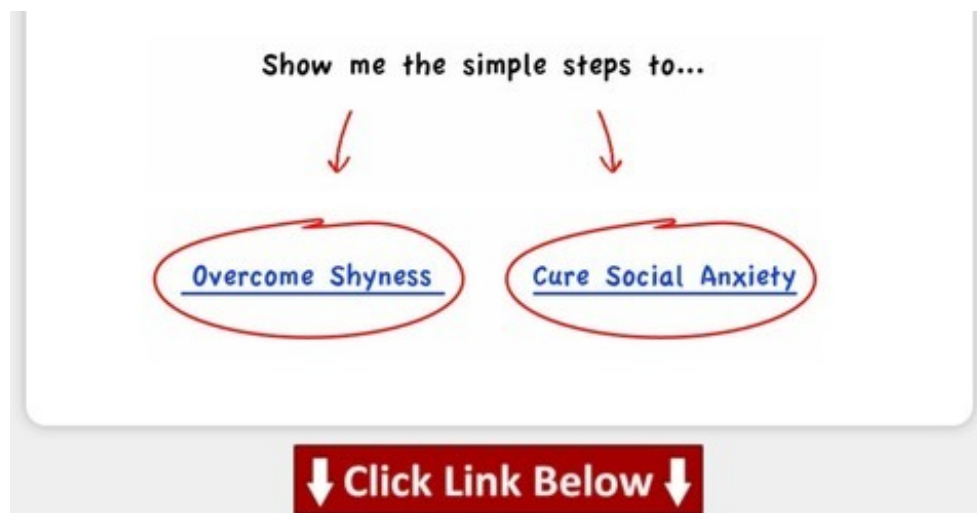 Show me the simple steps to...
Overcome Shyness
Cure Social Anxiety
Click Link Below